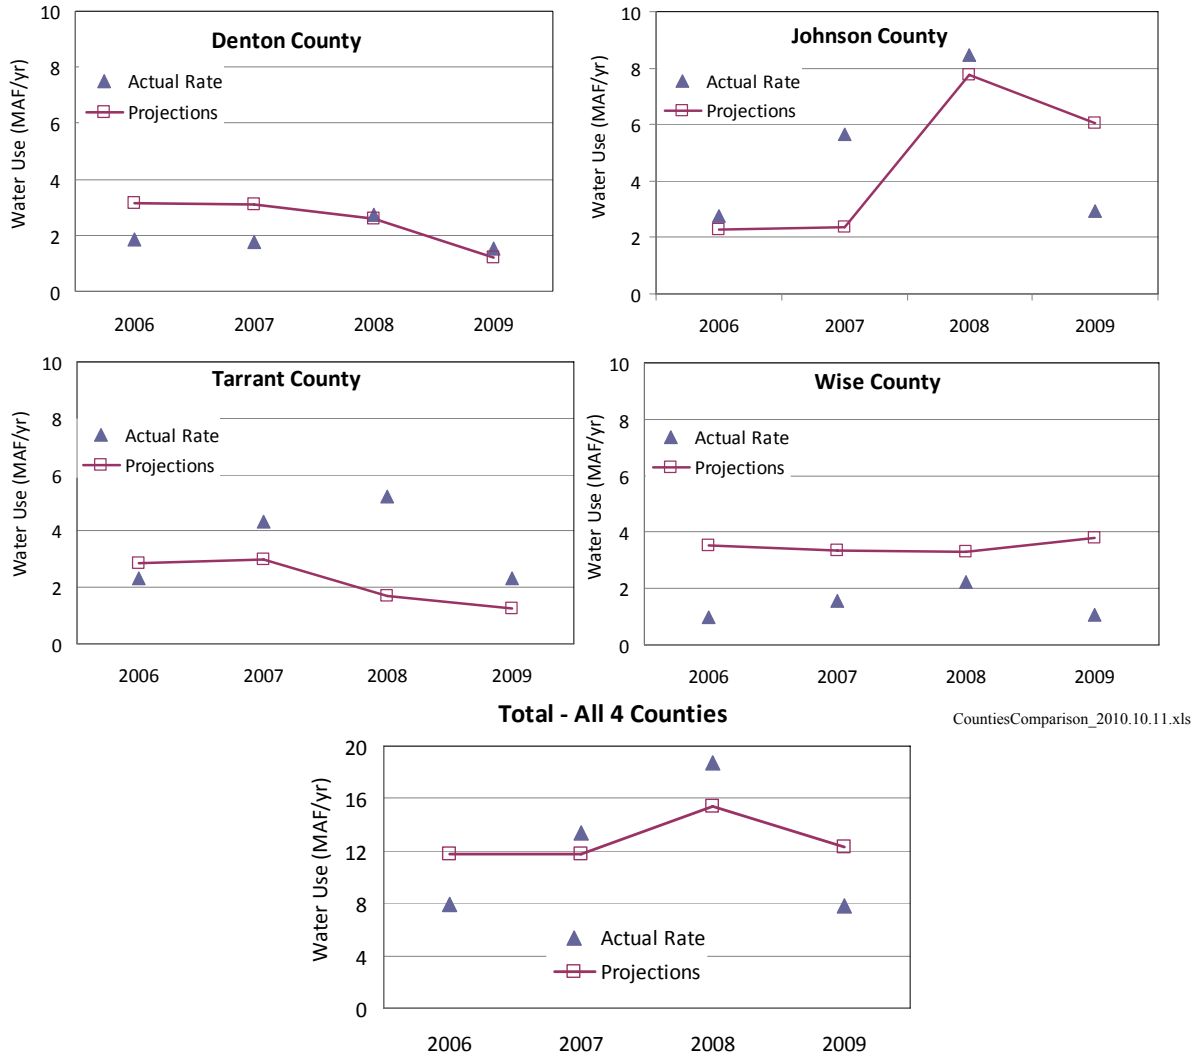 Denton County
Water Use (MAF/yr)
10
8
6
4
2
0
Actual Rate
Projections
2006 2007 2008 2009
Johnson County
Water Use (MAF/yr)
10
8
6
4
2
0
Actual Rate
Projections
2006 2007 2008 2009
Tarrant County
Water Use (MAF/yr)
10
8
6
4
2
0
Actual Rate
Projections
2006 2007 2008 2009
Wise County
Water Use (MAF/yr)
10
8
6
4
2
0
Actual Rate
Projections
2006 2007 2008 2009
Total - All 4 Counties
CountiesComparison_2010.10.11.xls
Water Use (MAF/yr)
20
16
12
8
4
0
Actual Rate
Projections
2006 2007 2008 2009